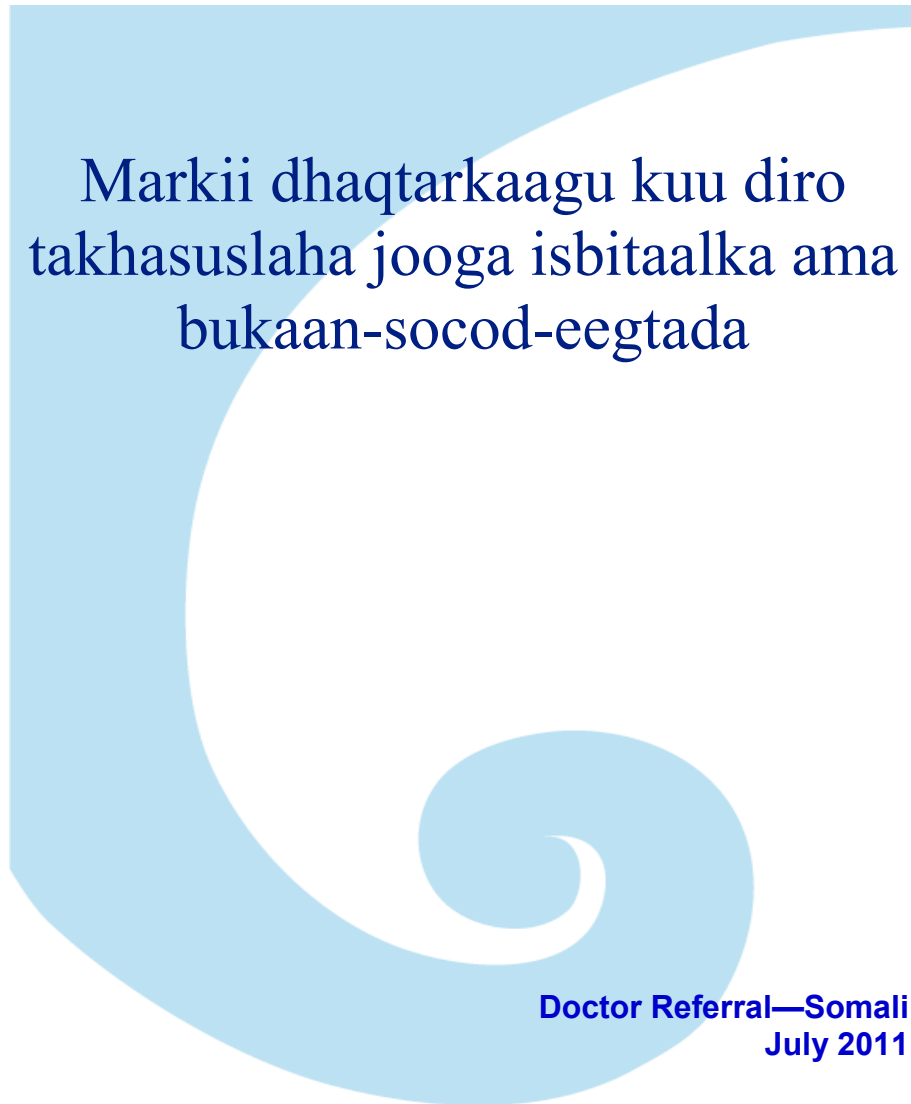 Markii dhaqtarkaagu kuu diro
takhasuslaha jooga isbitaalka ama
bukaan-socod-eegtada
Doctor Referral—Somali
July 2011